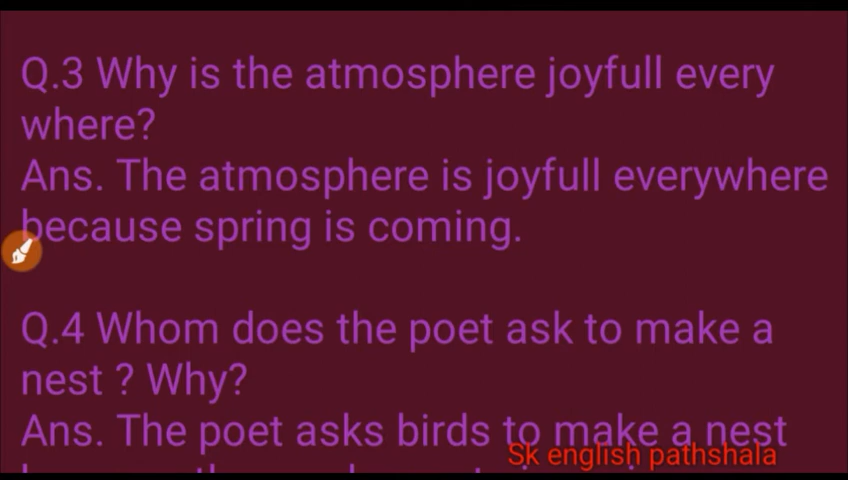 Q.3 Why is the atmosphere joyfull every
where?
Ans. The atmosphere is joyfull everywhere
because spring is coming.
Q.4 Whom does the poet ask to make a
nest ? Why?
Ans. The poet asks birds to make a nest
Sk english pathshala